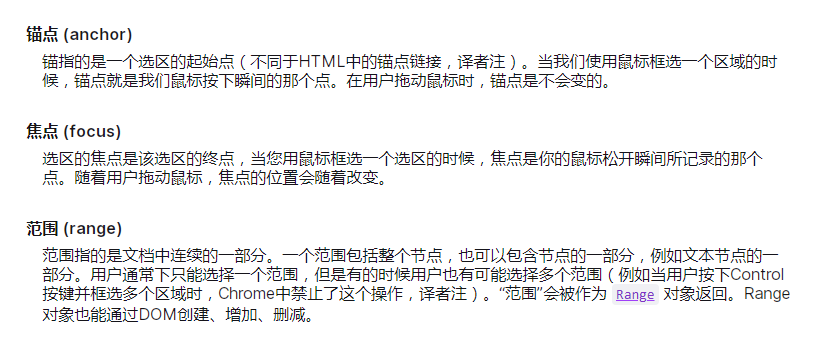 锚点 (anchor)
锚指的是一个选区的起始点（不同于HTML中的锚点链接，译者注）。当我们使用鼠标框选一个区域的时
候，锚点就是我们鼠标按下瞬间的那个点。在用户拖动鼠标时，锚点是不会变的。
焦点 (focus)
选区的焦点是该选区的终点，当您用鼠标框选一个选区的时候，焦点是你的鼠标松开瞬间所记录的那个
点。随着用户拖动鼠标，焦点的位置会随着改变。
范围 (range)
范围指的是文档中连续的一部分。一个范围包括整个节点，也可以包含节点的一部分，例如文本节点的一
部分。用户通常下只能选择一个范围，但是有的时候用户也有可能选择多个范围（例如当用户按下Control
按键并框选多个区域时，Chrome中禁止了这个操作，译者注）。“范围”会被作为 Range 对象返回。Range
对象也能通过DOM创建、增加、删减。